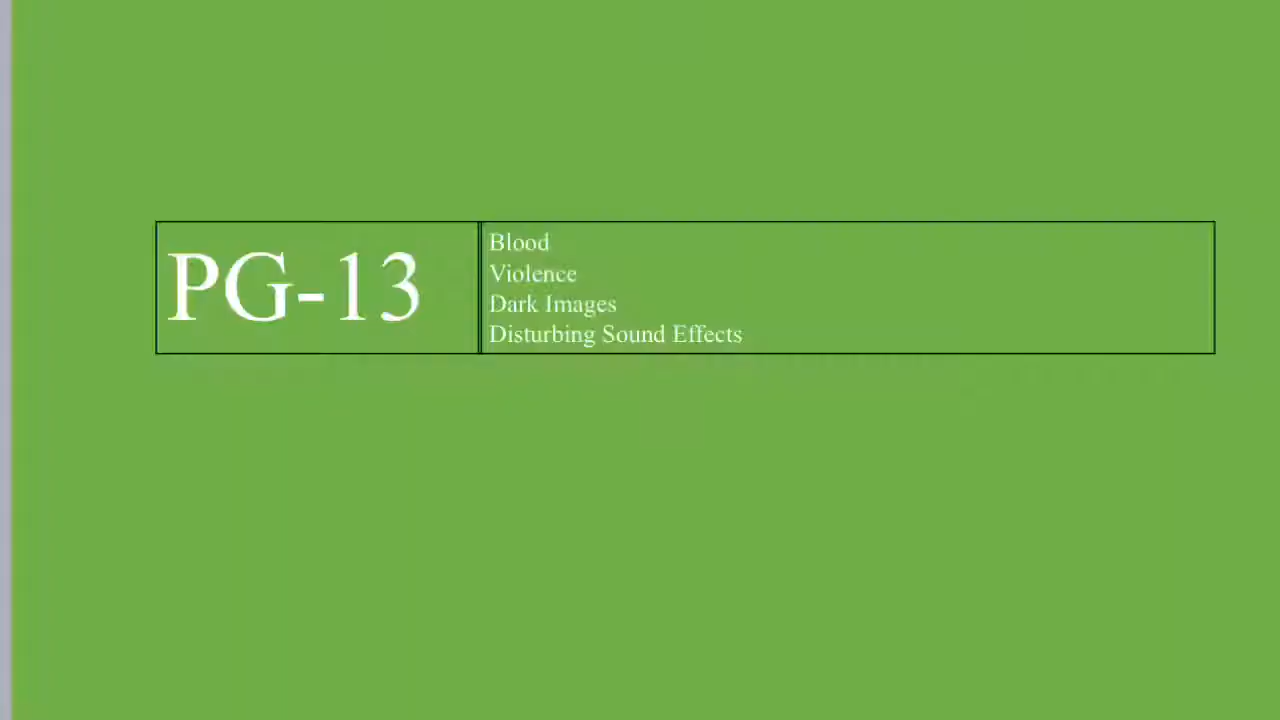 PG-13
Blood
Violence
Dark Images
Disturbing Sound Effects